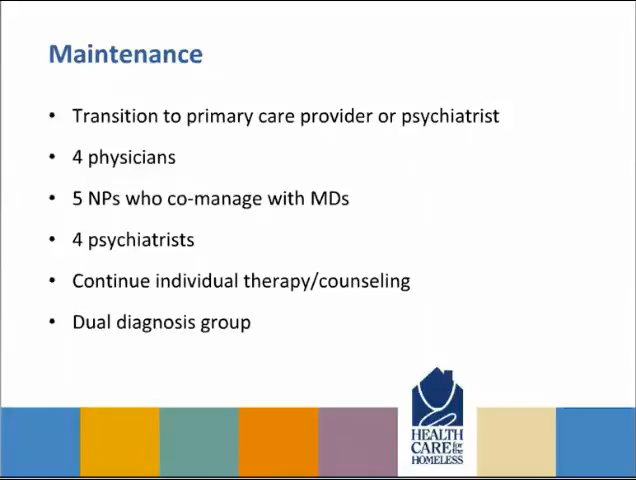 Maintenance
• Transition to primary care provider or psychiatrist
• 4 physicians
• 5 NPs who co-manage with MDs
• 4 psychiatrists
• Continue individual therapy/counseling
• Dual diagnosis group
HEALTH
CARE for the
HOMELESS